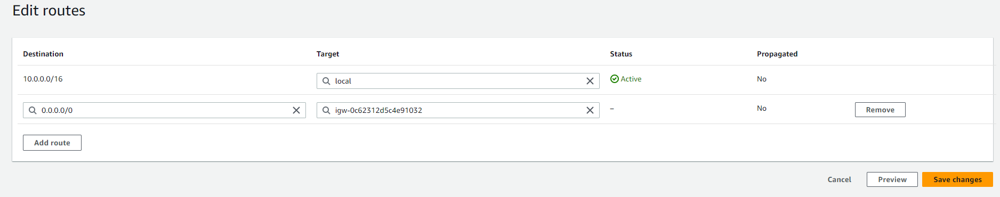 Edit routes
Destination Target Status Propagated
10.0.0.0/16 local Active No
0.0.0.0/0 igw-0c62312d5c4e91032 – No Remove
Add route
Cancel Preview Save changes